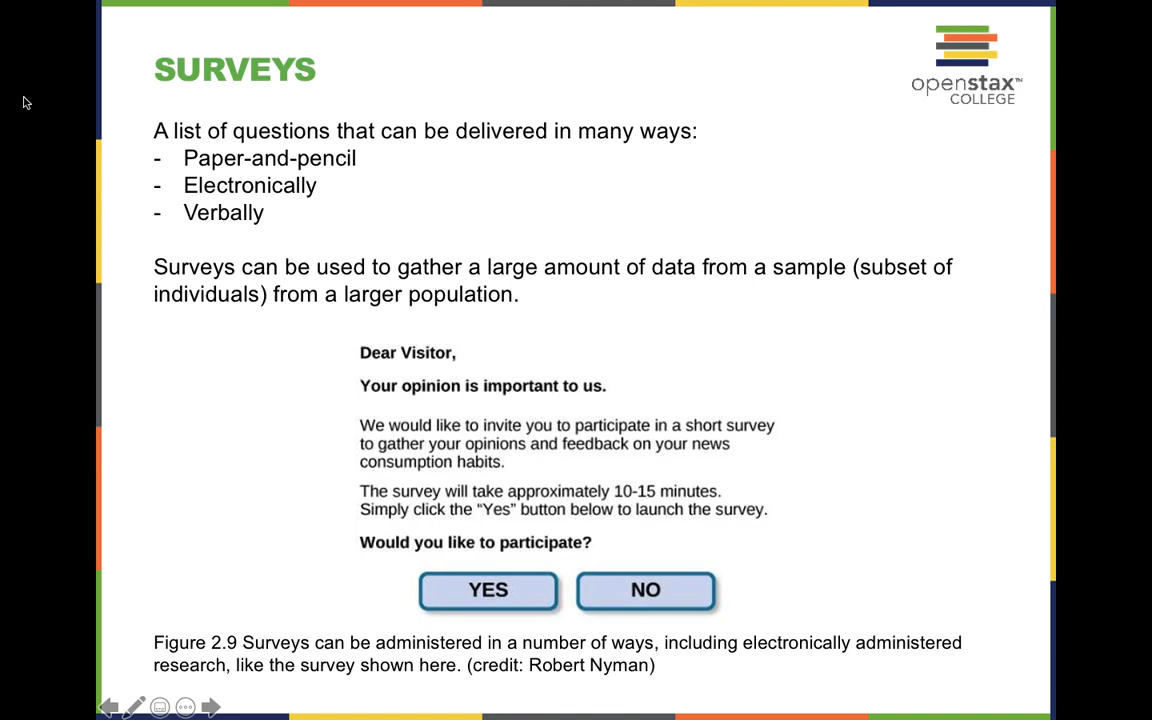 SURVEYS
openstax™
COLLEGE
A list of questions that can be delivered in many ways:
- Paper-and-pencil
- Electronically
- Verbally
Surveys can be used to gather a large amount of data from a sample (subset of
individuals) from a larger population.
Dear Visitor,
Your opinion is important to us.
We would like to invite you to participate in a short survey
to gather your opinions and feedback on your news
consumption habits.
The survey will take approximately 10-15 minutes.
Simply click the “Yes” button below to launch the survey.
Would you like to participate?
YES NO
Figure 2.9 Surveys can be administered in a number of ways, including electronically administered
research, like the survey shown here. (credit: Robert Nyman)